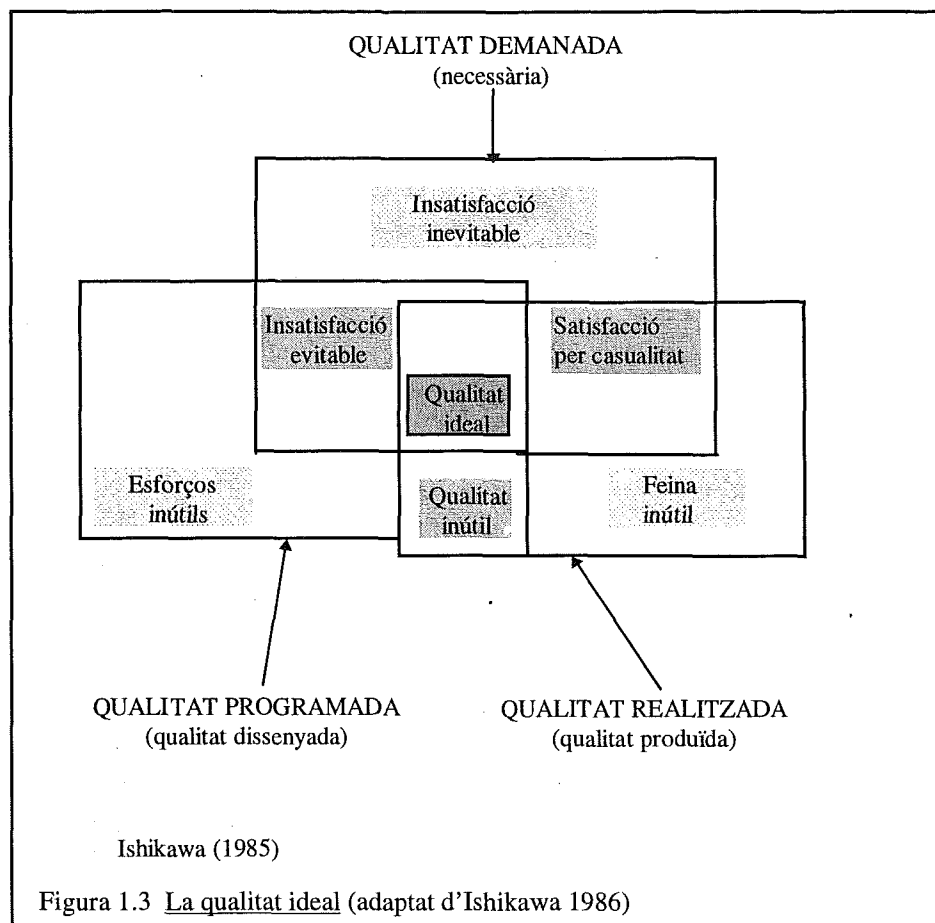 QUALITAT DEMANADA
(necessària)
Insatisfacció
inevitable
Insatisfacció
evitable
Satisfacció
per casualitat
Qualitat
ideal
Esforços
inútils
Qualitat
inútil
Feina
inútil
QUALITAT PROGRAMADA
(qualitat dissenyada)
QUALITAT REALITZADA
(qualitat produïda)
Ishikawa (1985)
Figura 1.3 La qualitat ideal (adaptat d'Ishikawa 1986)